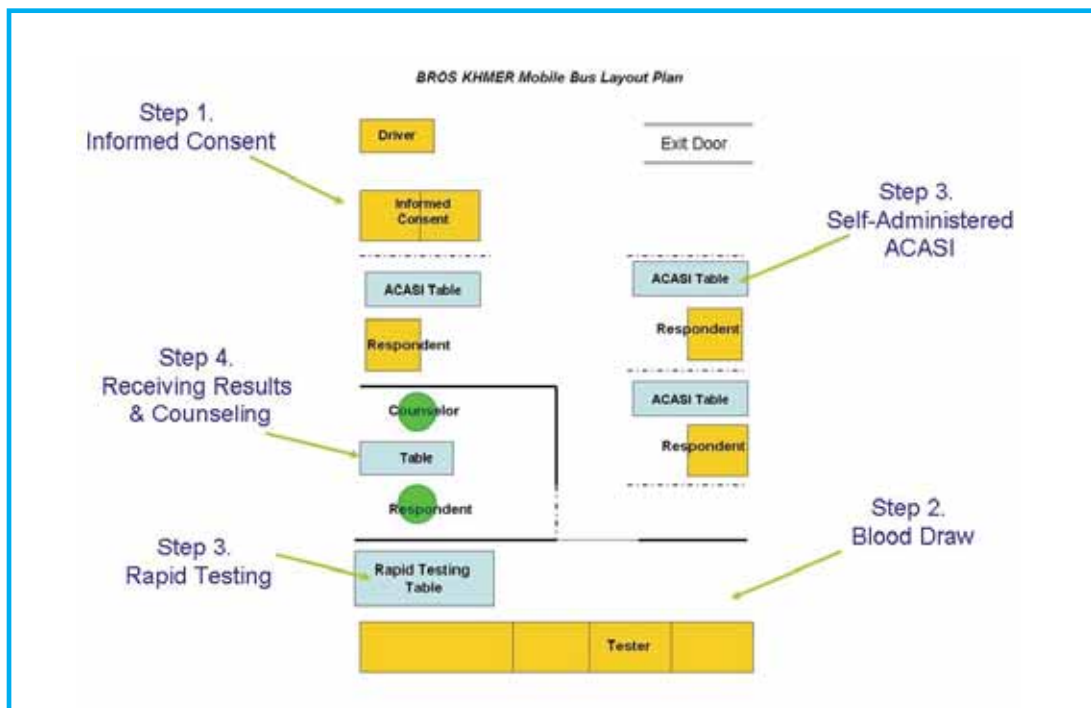 BROS KHMER Mobile Bus Layout Plan
Step 1.
Informed Consent
Driver
Exit Door
Informed
Consent
Step 3.
Self-Administered
ACASI
ACASI Table
ACASI Table
Respondent
Respondent
Step 4.
Receiving Results
& Counseling
ACASI Table
Counselor
Table
Respondent
Respondent
Step 2.
Blood Draw
Step 3.
Rapid Testing
Rapid Testing
Table
Tester